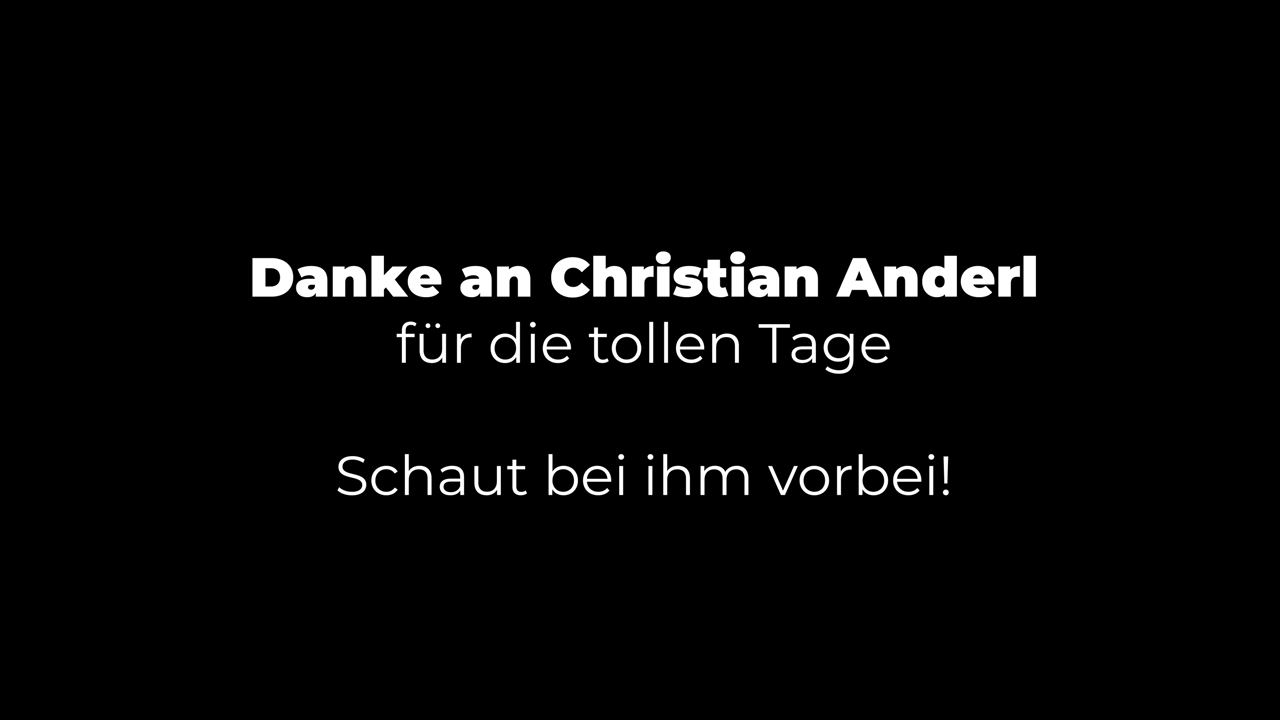 Danke an Christian Anderl
für die tollen Tage
Schaut bei ihm vorbei!